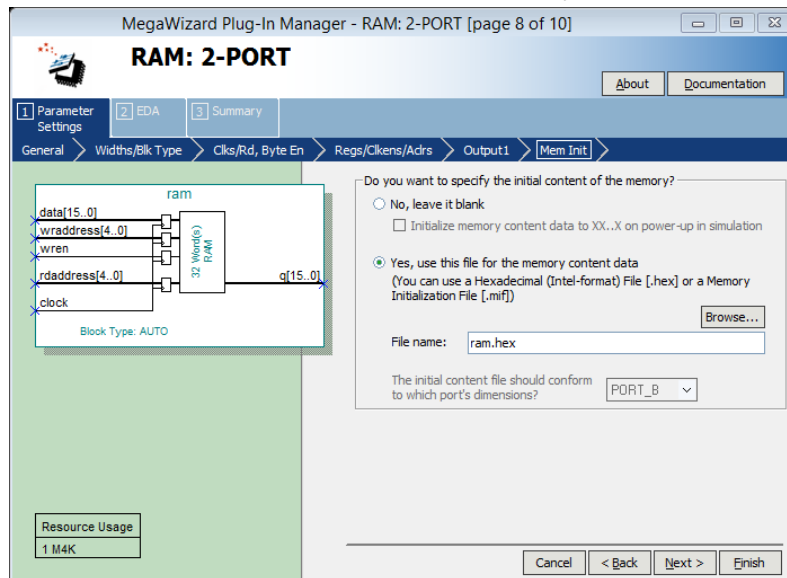 MegaWizard Plug-In Manager - RAM: 2-PORT [page 8 of 10]
RAM: 2-PORT
About
Documentation
1 Parameter Settings
2 EDA
3 Summary
General
Widths/Blk Type
Clks/Rd, Byte En
Regs/Clkens/Adrs
Output1
Mem Init
ram
data[15..0]
wraddress[4..0]
wren
rdaddress[4..0]
clock
32 Word(s)
RAM
q[15..0]
Block Type: AUTO
Do you want to specify the initial content of the memory?
No, leave it blank
Initialize memory content data to XX..X on power-up in simulation
Yes, use this file for the memory content data
(You can use a Hexadecimal (Intel-format) File [.hex] or a Memory
Initialization File [.mif])
Browse...
File name: ram.hex
The initial content file should conform
to which port's dimensions?
PORT_B
Resource Usage
1 M4K
Cancel
< Back
Next >
Finish